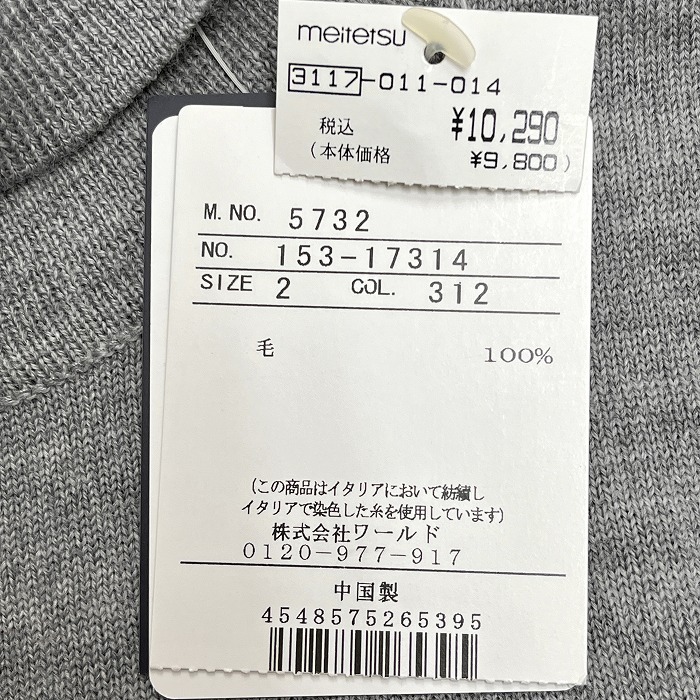 meitetsu
3117-011-014
税込 ¥10,290
(本体価格 ¥9,800)
M. NO. 5732
NO. 153-17314
SIZE 2 COL. 312
毛 100%
(この商品はイタリアにおいて紡績し
イタリアで染色した糸を使用しています)
株式会社ワールド
0120-977-917
中国製
4548575265395